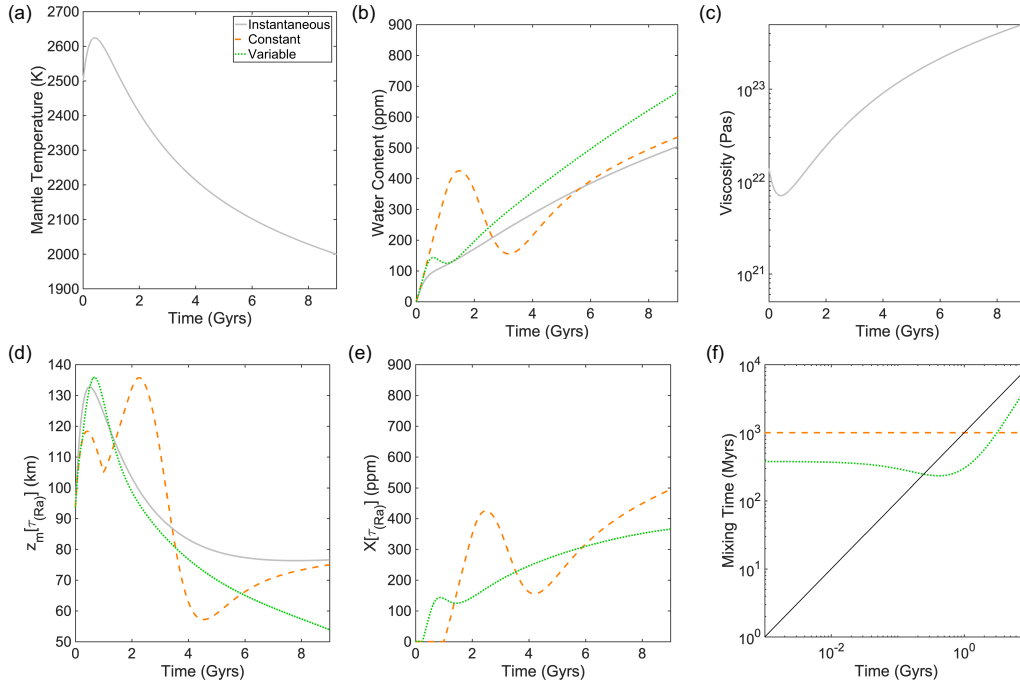 (a)
Instantaneous
Constant
Variable
2700
2600
2500
2400
2300
2200
2100
2000
1900
0 2 4 6 8
Mantle Temperature (K)
Time (Gyrs)
(b)
900
800
700
600
500
400
300
200
100
0
0 2 4 6 8
Water Content (ppm)
Time (Gyrs)
(c)
10^23
10^22
10^21
0 2 4 6 8
Viscosity (Pas)
Time (Gyrs)
(d)
140
130
120
110
100
90
80
70
60
50
0 2 4 6 8
z_m[τ_(Ra)] (km)
Time (Gyrs)
(e)
900
800
700
600
500
400
300
200
100
0
0 2 4 6 8
X[τ_(Ra)] (ppm)
Time (Gyrs)
(f)
10^4
10^3
10^2
10^1
10^0
10^-2 10^0
Mixing Time (Myrs)
Time (Gyrs)